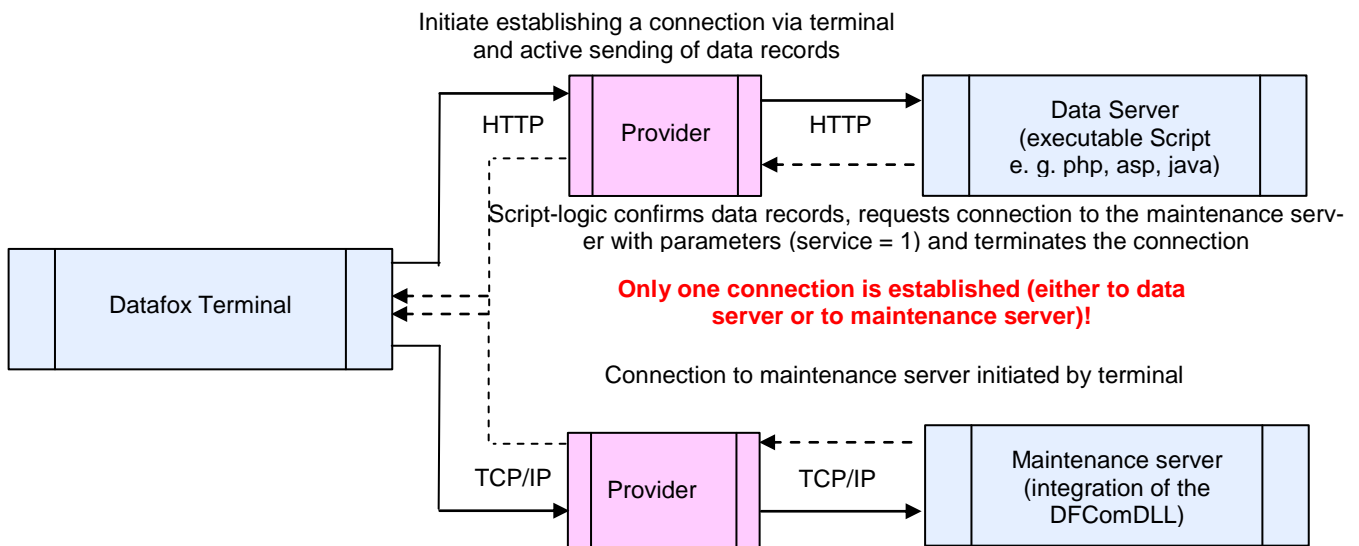 Initiate establishing a connection via terminal
and active sending of data records
HTTP
Provider
HTTP
Data Server
(executable Script
e. g. php, asp, java)
Script-logic confirms data records, requests connection to the maintenance serv-
er with parameters (service = 1) and terminates the connection
Datafox Terminal
Only one connection is established (either to data
server or to maintenance server)!
Connection to maintenance server initiated by terminal
TCP/IP
Provider
TCP/IP
Maintenance server
(integration of the
DFComDLL)